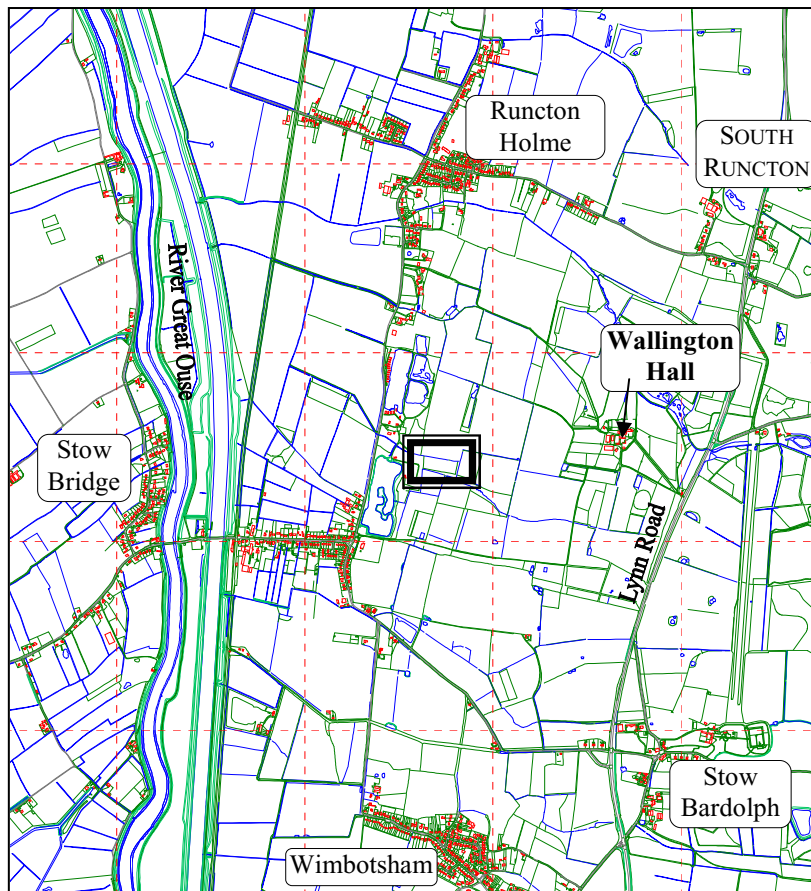 Runcton
Holme
SOUTH
RUNCTON
River Great Ouse
Wallington
Hall
Stow
Bridge
Lynn Road
Stow
Bardolph
Wimbotsham